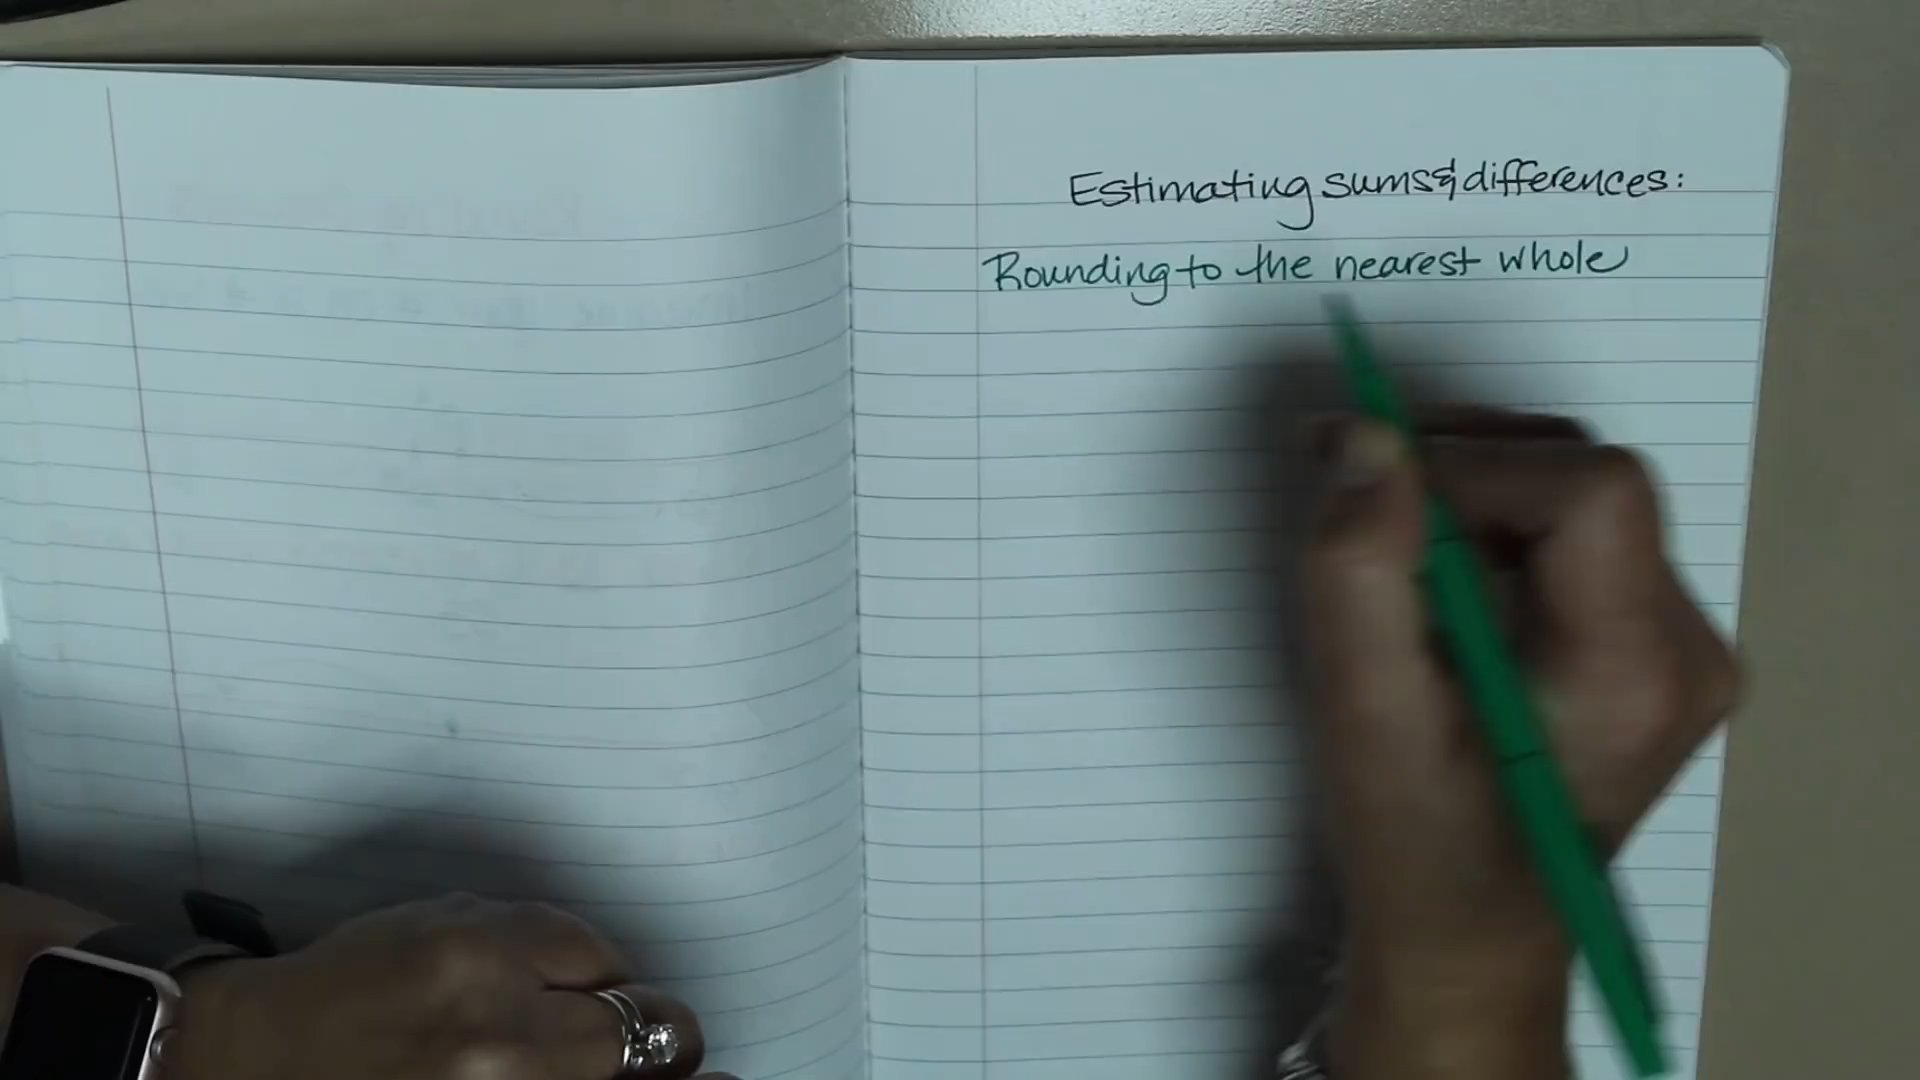 Estimating sums & differences:
Rounding to the nearest whole